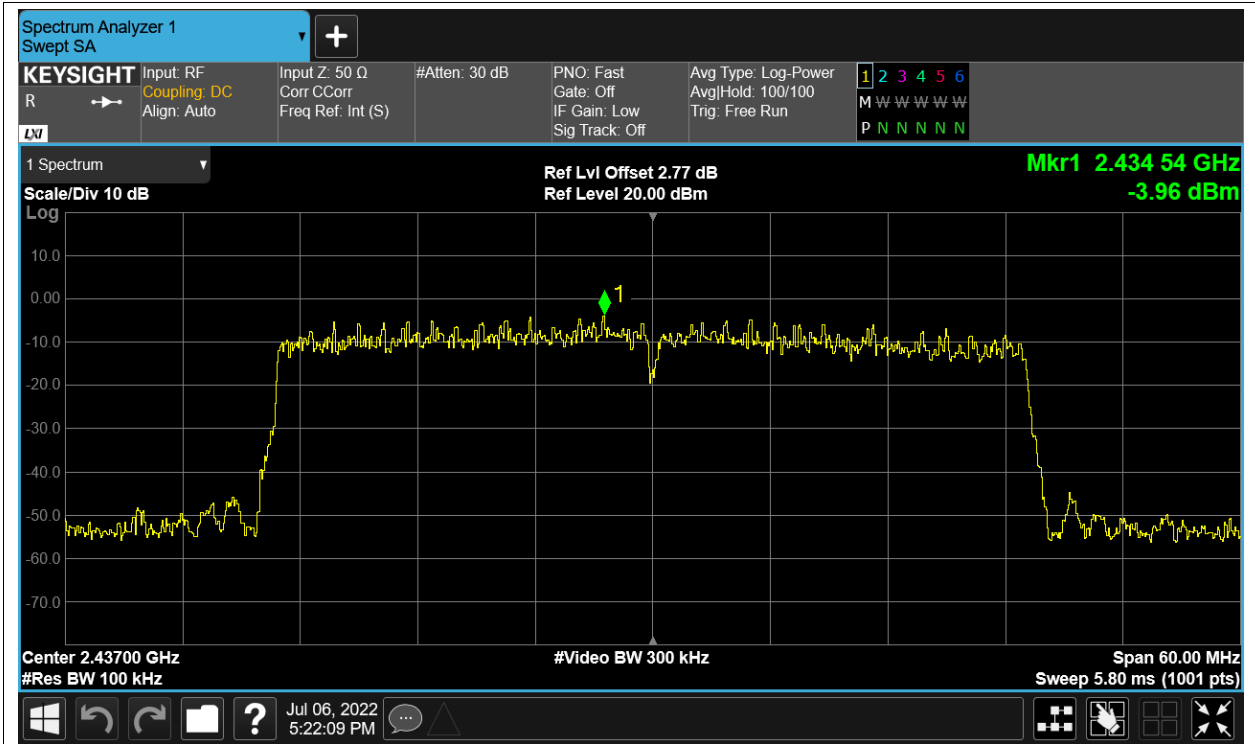 Spectrum Analyzer 1
Swept SA
KEYSIGHT
R
LXI
Input: RF
Coupling: DC
Align: Auto
Input Z: 50 Ω
Corr CCorr
Freq Ref: Int (S)
#Atten: 30 dB
PNO: Fast
Gate: Off
IF Gain: Low
Sig Track: Off
Avg Type: Log-Power
Avg|Hold: 100/100
Trig: Free Run
1 2 3 4 5 6
M W W W W W
P N N N N N
1 Spectrum
Scale/Div 10 dB
Ref Lvl Offset 2.77 dB
Ref Level 20.00 dBm
Mkr1 2.434 54 GHz
-3.96 dBm
Log
10.0
0.00
-10.0
-20.0
-30.0
-40.0
-50.0
-60.0
-70.0
1
Center 2.43700 GHz
#Res BW 100 kHz
#Video BW 300 kHz
Span 60.00 MHz
Sweep 5.80 ms (1001 pts)
?
Jul 06, 2022
5:22:09 PM